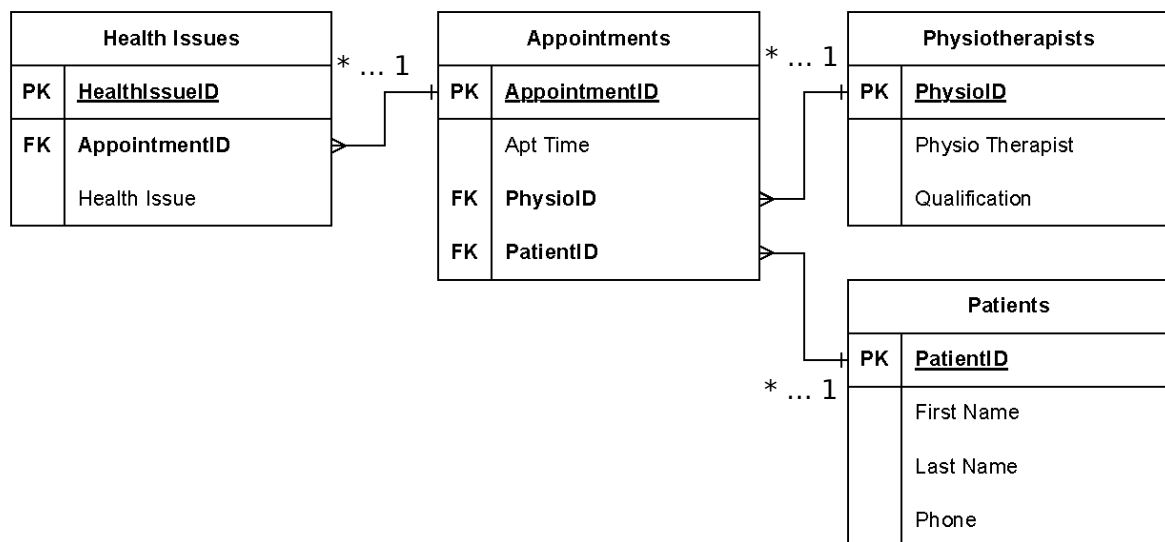 Health Issues
PK HealthIssueID
FK AppointmentID
Health Issue
* ... 1
Appointments
PK AppointmentID
Apt Time
FK PhysioID
FK PatientID
* ... 1
Physiotherapists
PK PhysioID
Physio Therapist
Qualification
* ... 1
Patients
PK PatientID
First Name
Last Name
Phone